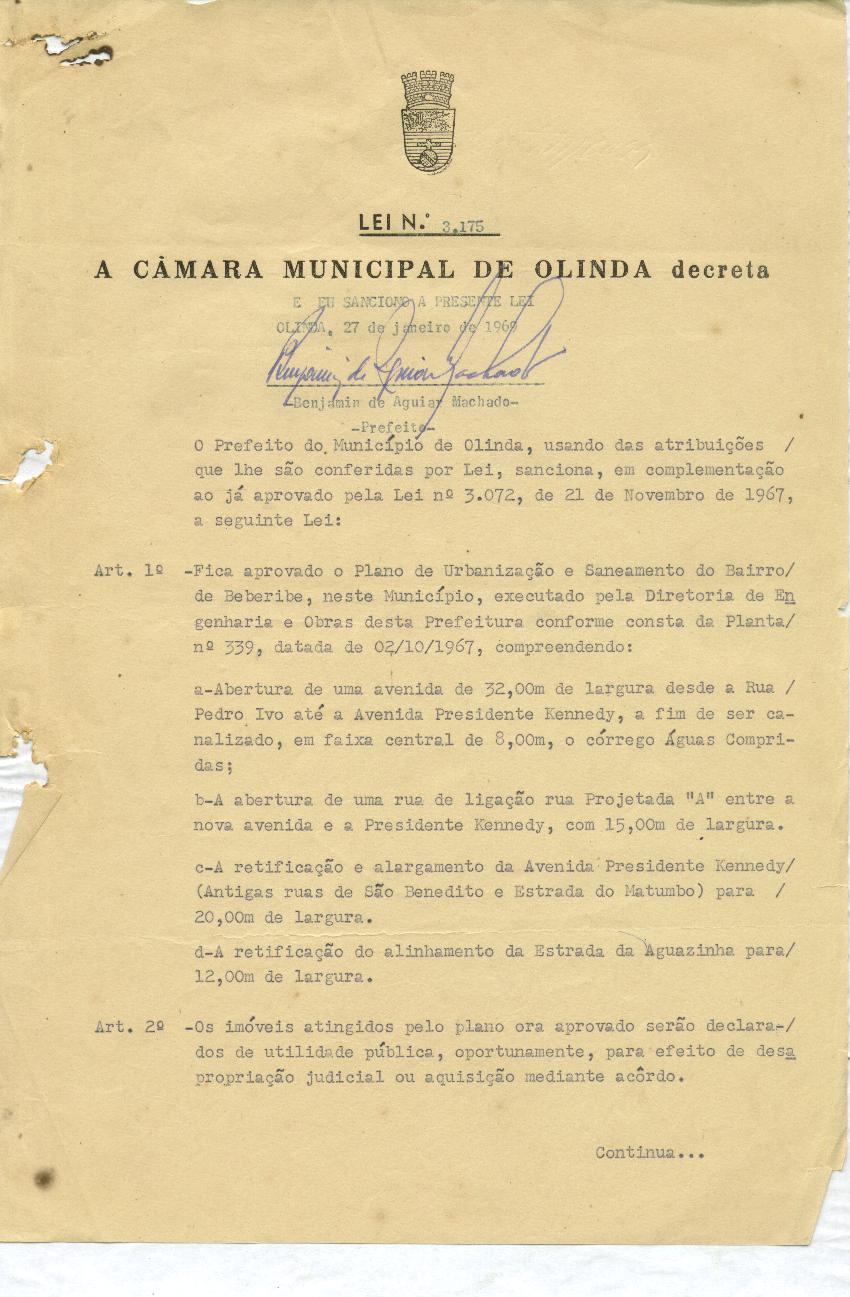 LEI N.º 3.175
A CÂMARA MUNICIPAL DE OLINDA decreta
E EU SANCIONO A PRESENTE LEI
OLINDA, 27 de janeiro de 1969
Benjamin de Aguiar Machado
-Benjamin de Aguiar Machado-
-Prefeito-
O Prefeito do Município de Olinda, usando das atribuições /
que lhe são conferidas por Lei, sanciona, em complementação
ao já aprovado pela Lei nº 3.072, de 21 de Novembro de 1967,
a seguinte Lei:
Art. 1º -Fica aprovado o Plano de Urbanização e Saneamento do Bairro/
de Beberibe, neste Município, executado pela Diretoria de En
genharia e Obras desta Prefeitura conforme consta da Planta/
nº 339, datada de 02/10/1967, compreendendo:
a-Abertura de uma avenida de 32,00m de largura desde a Rua /
Pedro Ivo até a Avenida Presidente Kennedy, a fim de ser ca-
nalizado, em faixa central de 8,00m, o córrego Águas Compri-
das;
b-A abertura de uma rua de ligação rua Projetada "A" entre a
nova avenida e a Presidente Kennedy, com 15,00m de largura.
c-A retificação e alargamento da Avenida Presidente Kennedy/
(Antigas ruas de São Benedito e Estrada do Matumbo) para /
20,00m de largura.
d-A retificação do alinhamento da Estrada da Aguazinha para/
12,00m de largura.
Art. 2º -Os imóveis atingidos pelo plano ora aprovado serão declara-/
dos de utilidade pública, oportunamente, para efeito de desa
propriação judicial ou aquisição mediante acôrdo.
Continua...